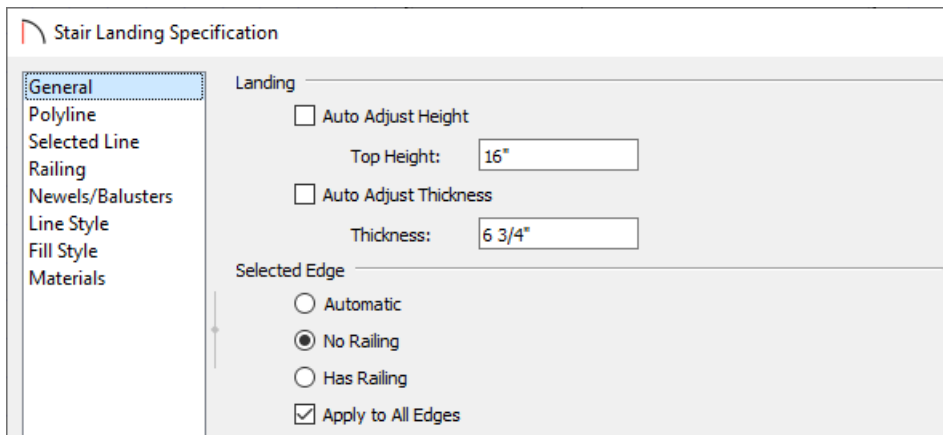 Stair Landing Specification
General
Polyline
Selected Line
Railing
Newels/Balusters
Line Style
Fill Style
Materials
Landing
Auto Adjust Height
Top Height: 16"
Auto Adjust Thickness
Thickness: 6 3/4"
Selected Edge
Automatic
No Railing
Has Railing
Apply to All Edges